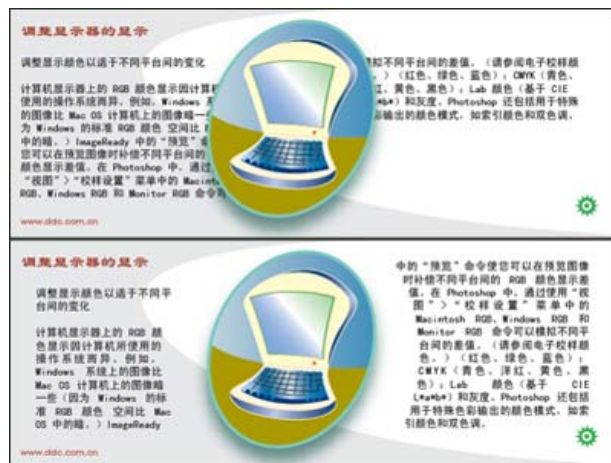 调整显示器的显示
调整显示颜色以适于不同平台间的变化
计算机显示器上的 RGB 颜色显示因计算机
使用的操作系统而异。例如，Windows 系
的图像比 Mac OS 计算机上的图像暗一些
为 Windows 的标准 RGB 颜色 空间比
中的暗。）ImageReady 中的“预览”命
您可以在预览图像时补偿不同平台间的
颜色显示差值。在 Photoshop 中，通过
“视图”>“校样设置”菜单中的 Macinto
RGB、Windows RGB 和 Monitor RGB 命令可
拟不同平台间的差值。（请参阅电子校样颜
。）（红色、绿色、蓝色）；CMYK（青色、
红、黄色、黑色）；Lab 颜色（基于 CIE
*a*b*）和灰度。Photoshop 还包括用于特殊
彩输出的颜色模式，如索引颜色和双色调。
www.ddc.com.cn
调整显示器的显示
调整显示颜色以适于不同平
台间的变化
计算机显示器上的 RGB 颜
色显示因计算机所使用的
操作系统而异。例如，
Windows 系统上的图像比
Mac OS 计算机上的图像暗
一些（因为 Windows 的标
准 RGB 颜色 空间比 Mac
OS 中的暗。）ImageReady
中的“预览”命令使您可以在预览图像
时补偿不同平台间的 RGB 颜色显示差
值。在 Photoshop 中，通过使用“视
图”>“校样设置”菜单中的
Macintosh RGB、Windows RGB 和
Monitor RGB 命令可以模拟不同平
台间的差值。（请参阅电子校样颜
色。）（红色、绿色、蓝色）；
CMYK（青色、洋红、黄色、黑
色）；Lab 颜色（基于 CIE
L*a*b*）和灰度。Photoshop 还包括
用于特殊色彩输出的颜色模式，如索
引颜色和双色调。
www.ddc.com.cn